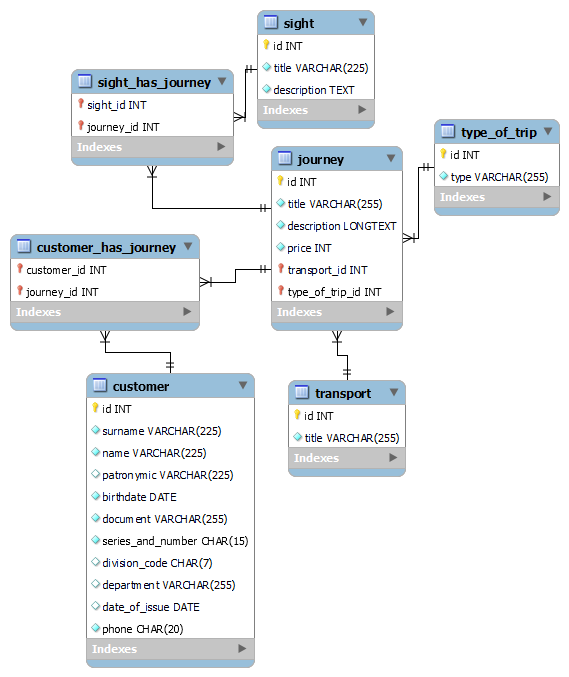 sight
id INT
title VARCHAR(225)
description TEXT
Indexes
sight_has_journey
sight_id INT
journey_id INT
Indexes
type_of_trip
id INT
type VARCHAR(255)
Indexes
journey
id INT
title VARCHAR(255)
description LONGTEXT
price INT
transport_id INT
type_of_trip_id INT
Indexes
customer_has_journey
customer_id INT
journey_id INT
Indexes
customer
id INT
surname VARCHAR(225)
name VARCHAR(225)
patronymic VARCHAR(225)
birthdate DATE
document VARCHAR(255)
series_and_number CHAR(15)
division_code CHAR(7)
department VARCHAR(255)
date_of_issue DATE
phone CHAR(20)
Indexes
transport
id INT
title VARCHAR(255)
Indexes